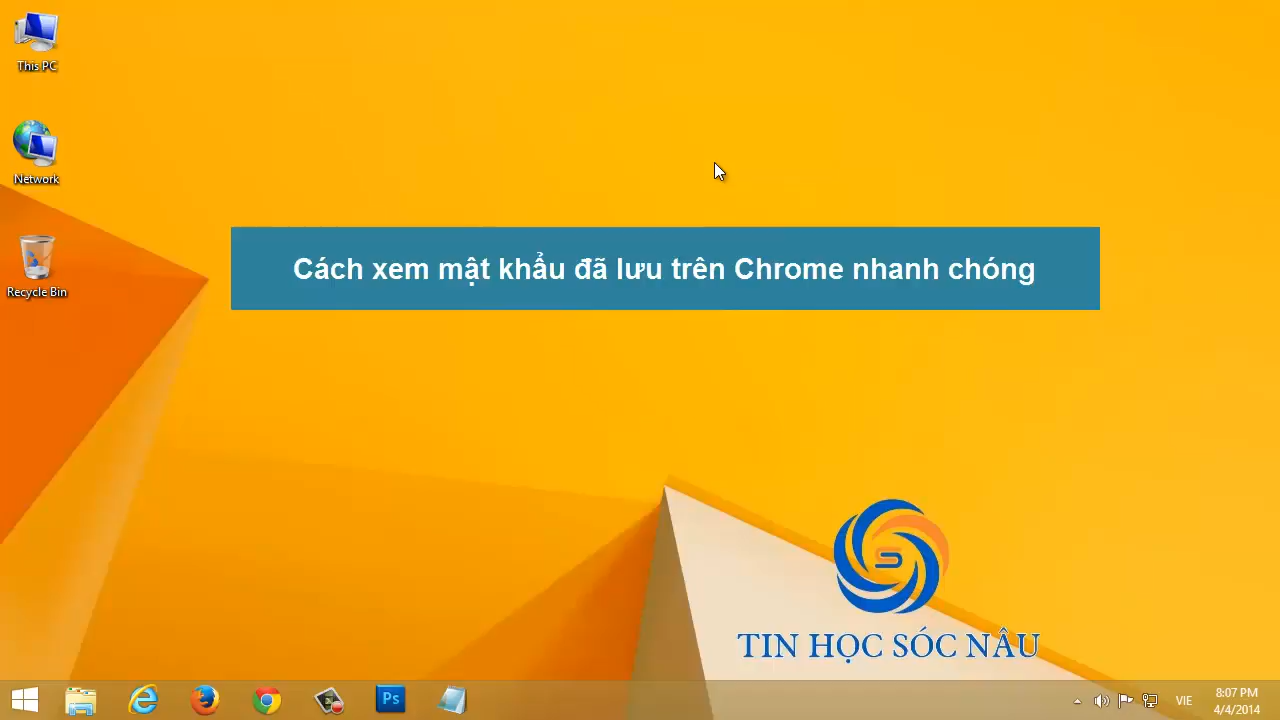 This PC
Network
Recycle Bin
Cách xem mật khẩu đã lưu trên Chrome nhanh chóng
S
TIN HỌC SÓC NÂU
Ps
VIE
8:07 PM
4/4/2014